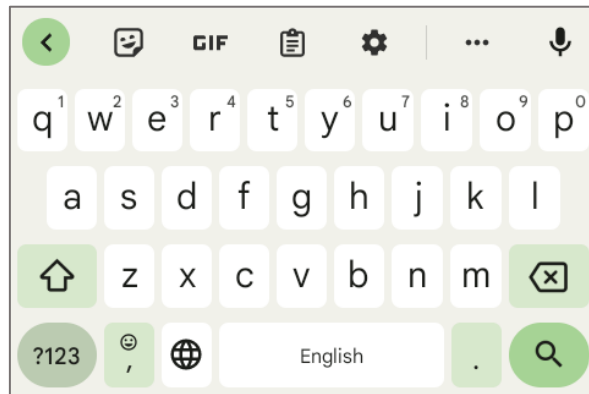 GIF
q1 w2 e3 r4 t5 y6 u7 i8 o9 p0
a s d f g h j k l
z x c v b n m
?123 , English .